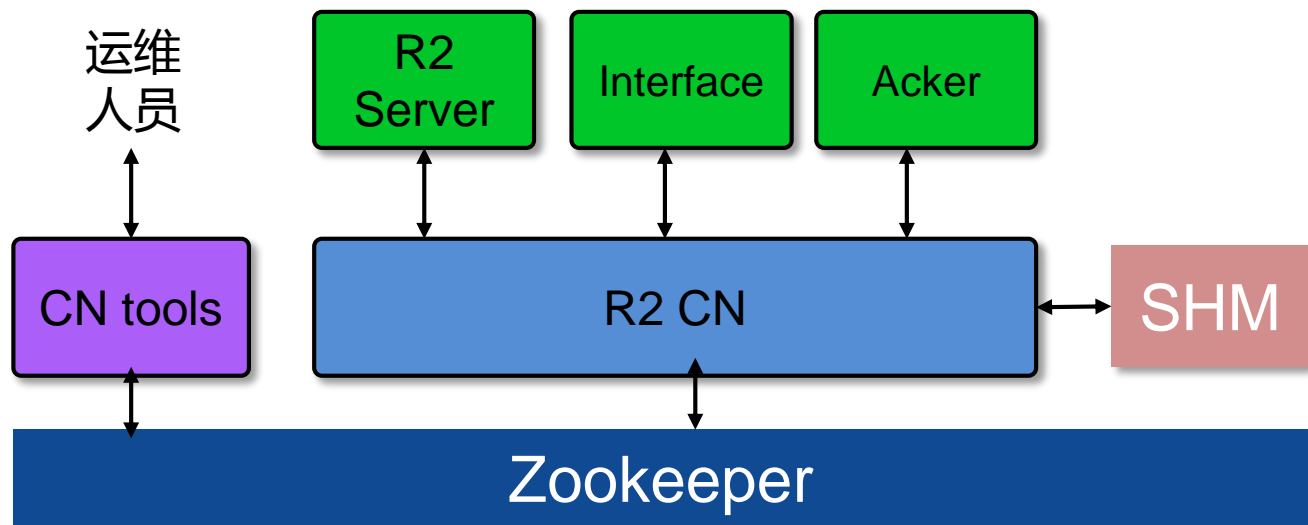 运维
人员
R2
Server
Interface
Acker
CN tools
R2 CN
SHM
Zookeeper